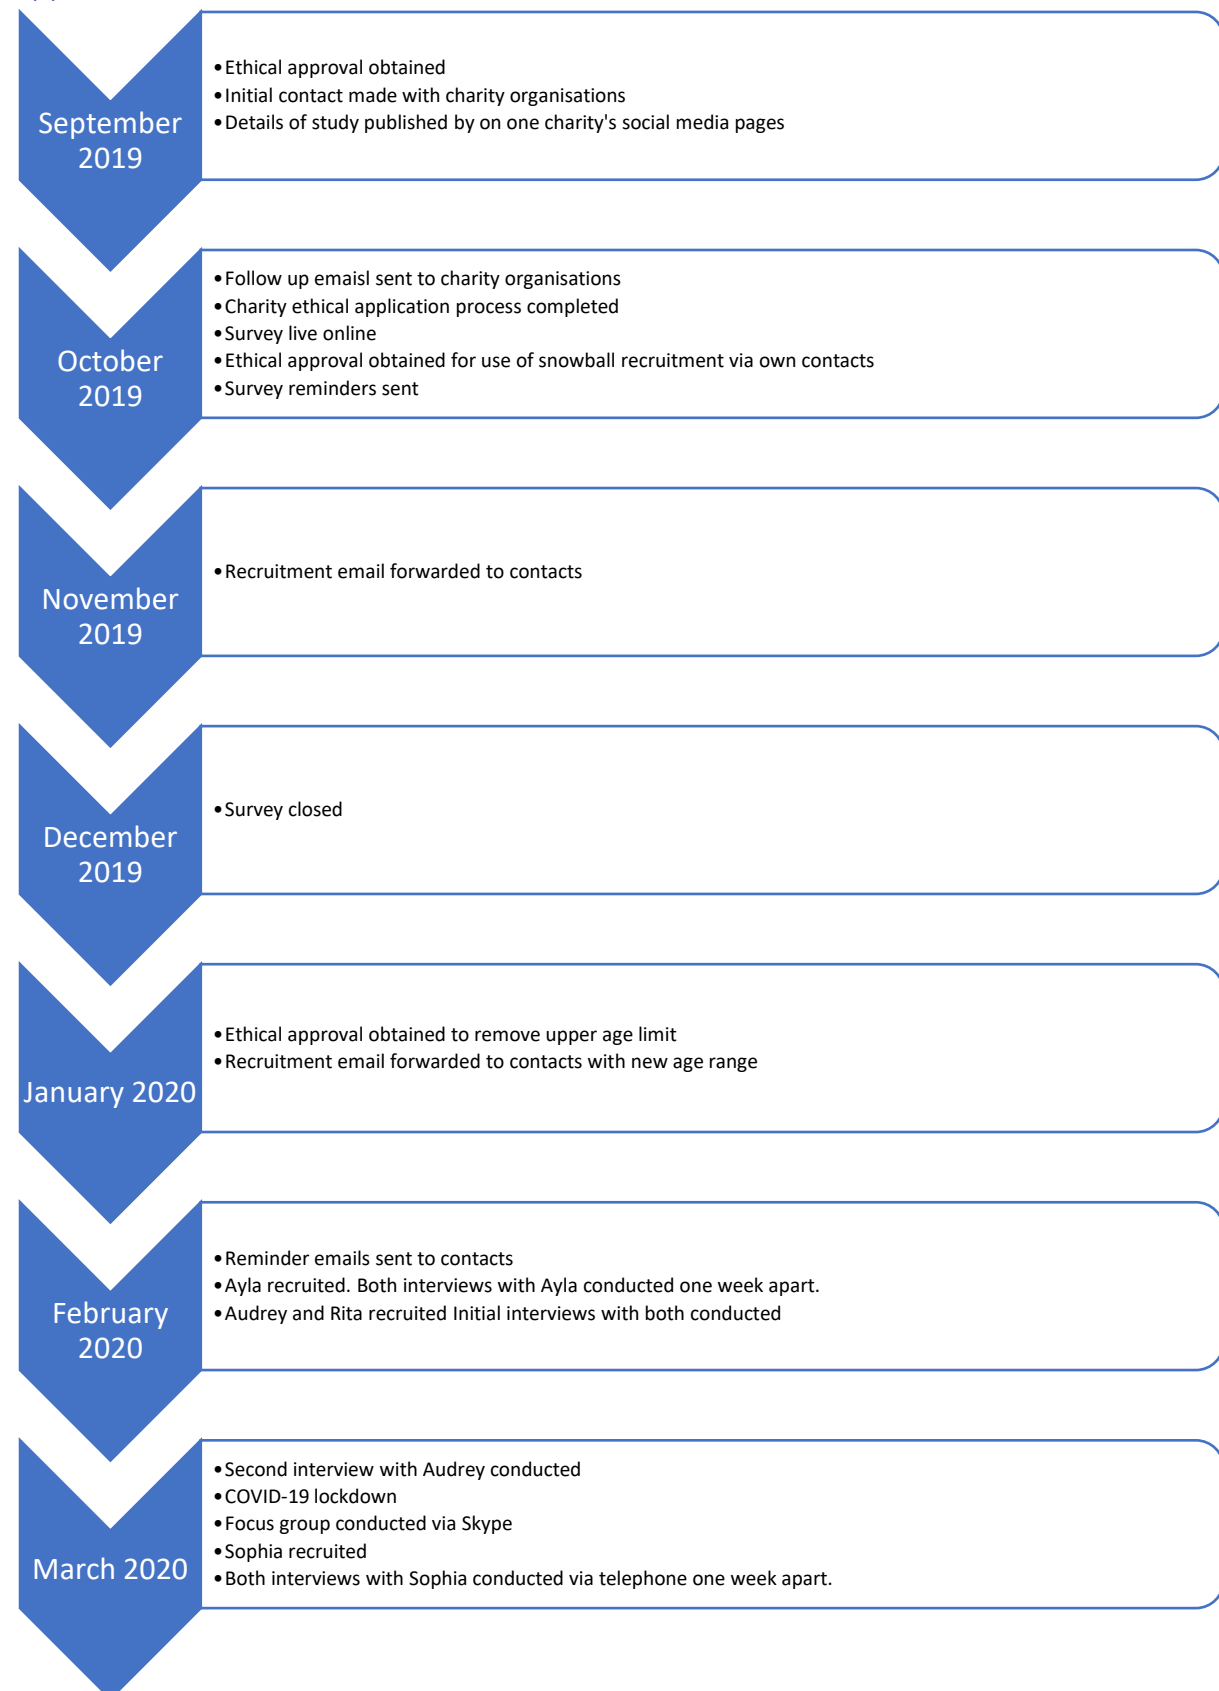 September
2019
•Ethical approval obtained
•Initial contact made with charity organisations
•Details of study published by on one charity's social media pages
October
2019
•Follow up emaisl sent to charity organisations
•Charity ethical application process completed
•Survey live online
•Ethical approval obtained for use of snowball recruitment via own contacts
•Survey reminders sent
November
2019
•Recruitment email forwarded to contacts
December
2019
•Survey closed
January 2020
•Ethical approval obtained to remove upper age limit
•Recruitment email forwarded to contacts with new age range
February
2020
•Reminder emails sent to contacts
•Ayla recruited. Both interviews with Ayla conducted one week apart.
•Audrey and Rita recruited Initial interviews with both conducted
March 2020
•Second interview with Audrey conducted
•COVID-19 lockdown
•Focus group conducted via Skype
•Sophia recruited
•Both interviews with Sophia conducted via telephone one week apart.